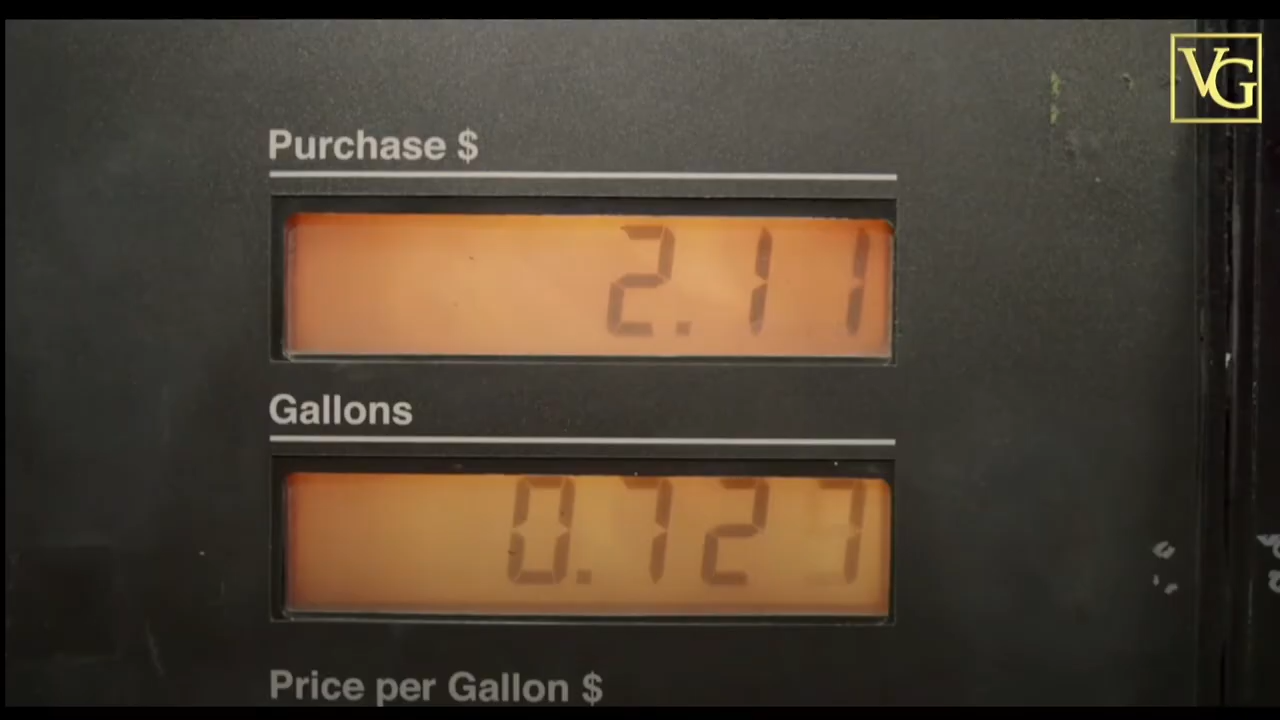 VG
Purchase $
2.11
Gallons
0.727
Price per Gallon $